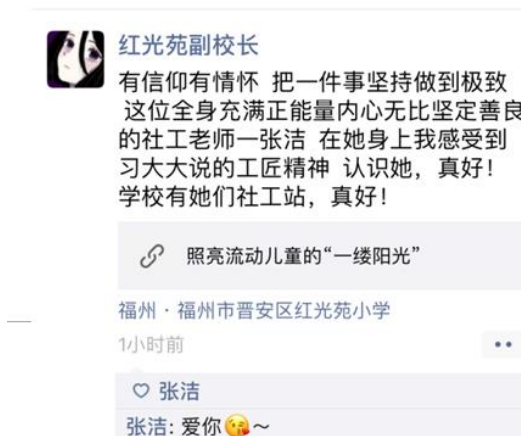 红光苑副校长
有信仰有情怀 把一件事坚持做到极致
这位全身充满正能量内心无比坚定善良
的社工老师一张洁 在她身上我感受到
习大大说的工匠精神 认识她，真好！
学校有她们社工站，真好！
照亮流动儿童的“一缕阳光”
福州 · 福州市晋安区红光苑小学
1小时前
张洁
张洁: 爱你😘～